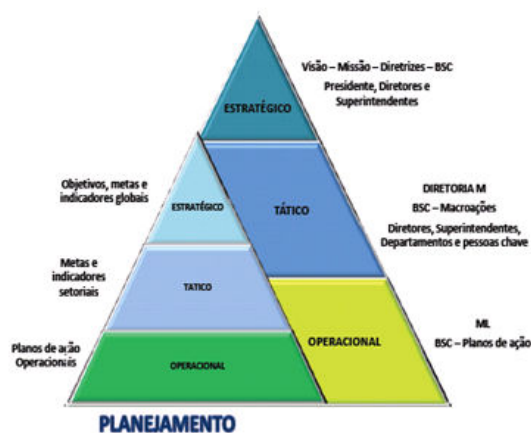 Visão – Missão – Diretrizes – BSC
Presidente, Diretores e
Superintendentes
ESTRATÉGICO
Objetivos, metas e
indicadores globais
ESTRATÉGICO
TÁTICO
DIRETORIA M
BSC – Macroações
Diretores, Superintendentes,
Departamentos e pessoas chave
Metas e
indicadores
setoriais
TATICO
Planos de ação
Operacionais
OPERACIONAL
OPERACIONAL
ML
BSC – Planos de ação
PLANEJAMENTO